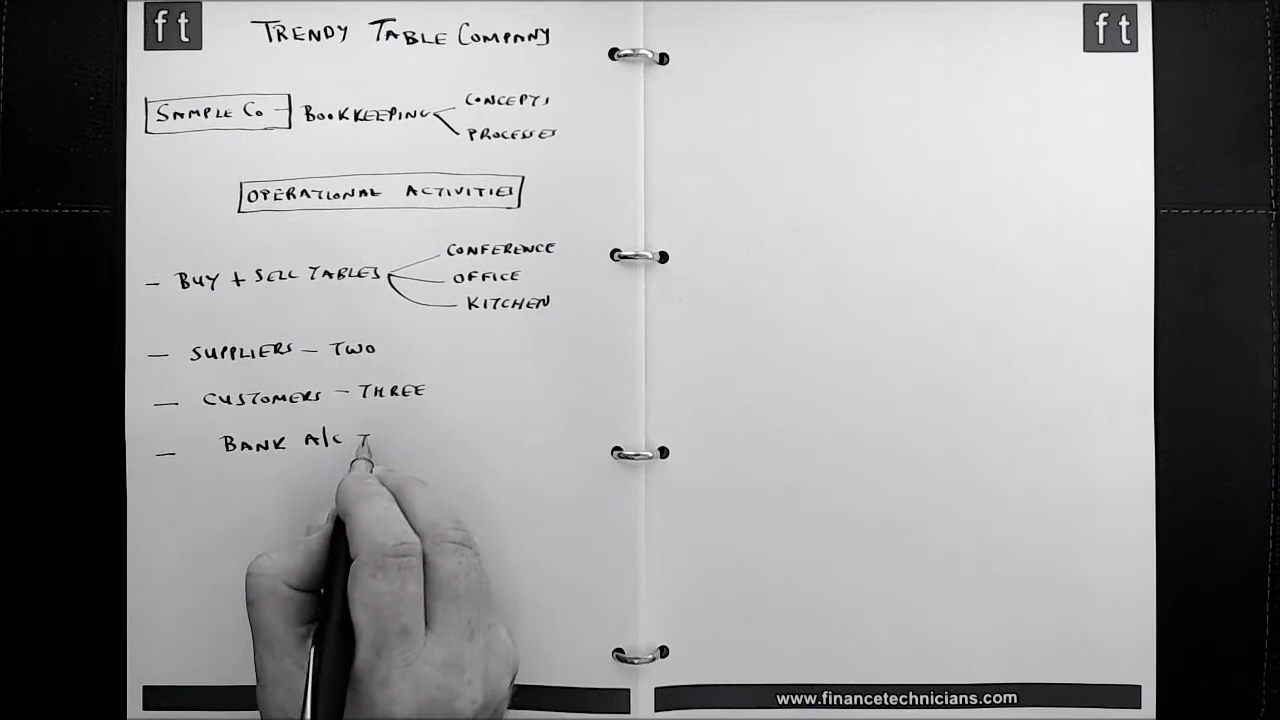 ft
TRENDY TABLE COMPANY
ft
SAMPLE CO - BOOKKEEPING
CONCEPTS
PROCESSES
OPERATIONAL ACTIVITIES
- BUY + SELL TABLES
CONFERENCE
OFFICE
KITCHEN
- SUPPLIERS - TWO
- CUSTOMERS - THREE
- BANK A/C
www.financetechnicians.com